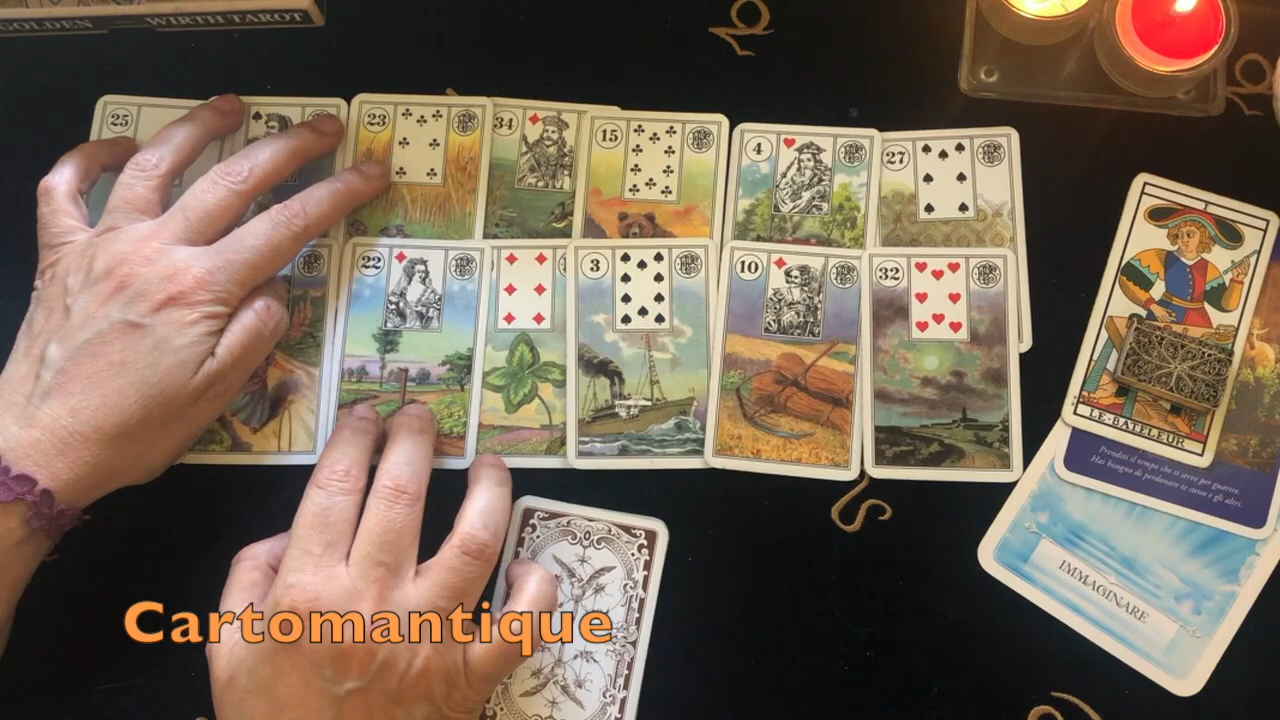 GOLDEN WIRTH TAROT
25
23
34
15
4
27
22
3
10
32
I
LE·BATELEUR
Prenditi il tempo che ti serve per guarire.
Hai bisogno di perdonare te stesso e gli altri.
IMMAGINARE
Cartomantique